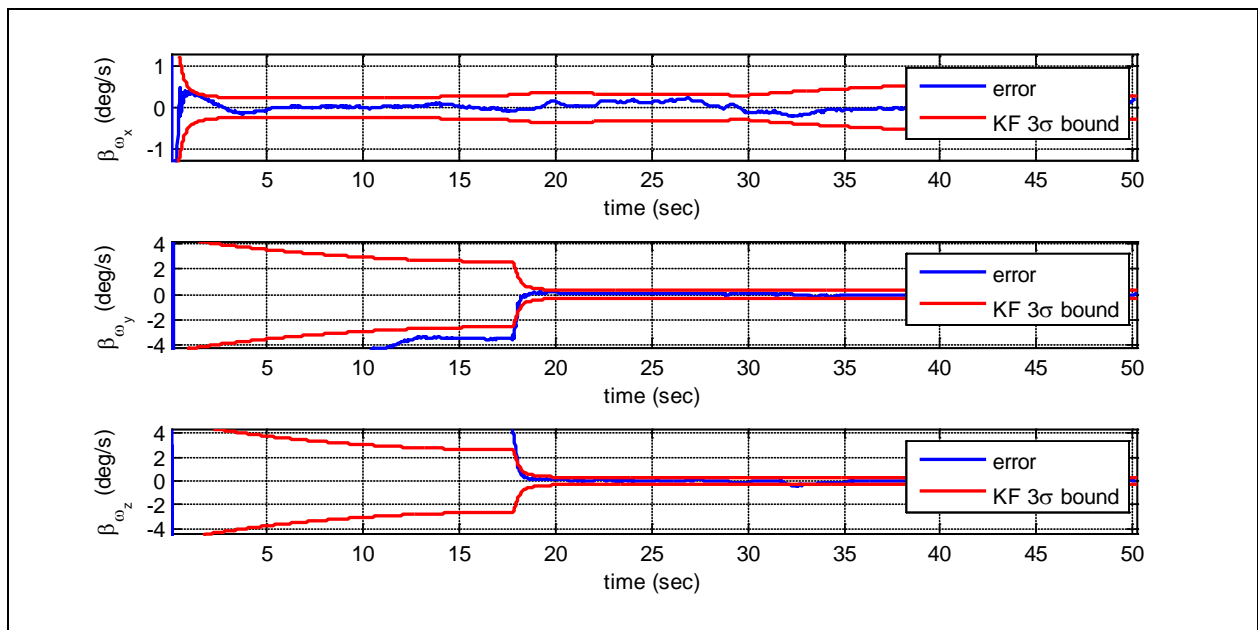 β_ω_x (deg/s)
1
0
-1
error
KF 3σ bound
5 10 15 20 25 30 35 40 45 50
time (sec)
β_ω_y (deg/s)
4
2
0
-2
-4
error
KF 3σ bound
5 10 15 20 25 30 35 40 45 50
time (sec)
β_ω_z (deg/s)
4
2
0
-2
-4
error
KF 3σ bound
5 10 15 20 25 30 35 40 45 50
time (sec)